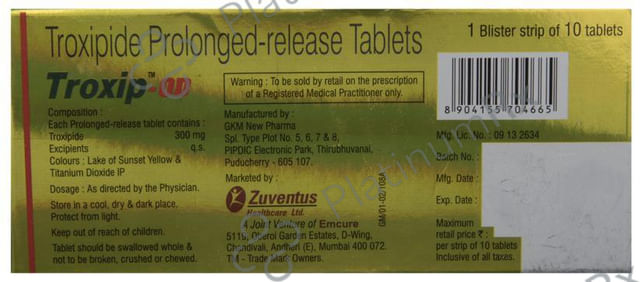 Troxipide Prolonged-release Tablets
1 Blister strip of 10 tablets
Troxip™-OD
Warning : To be sold by retail on the prescription
of a Registered Medical Practitioner only.
8 904155 704665
Composition :
Each Prolonged-release tablet contains :
Troxipide 300 mg
Excipients q.s.
Colours : Lake of Sunset Yellow &
Titanium Dioxide IP
Dosage : As directed by the Physician.
Store in a cool, dry & dark place.
Protect from light.
Keep out of reach of children.
Tablet should be swallowed whole &
not to be broken, crushed or chewed.
Manufactured by :
GKM New Pharma
Spl. Type Plot No. 5, 6, 7 & 8,
PIPDIC Electronic Park, Thirubhuvanai,
Puducherry - 605 107.
Marketed by :
Zuventus
Healthcare Ltd.
A Joint Venture of Emcure
5119, Oberoi Garden Estates, D-Wing,
Chandivali, Andheri (E), Mumbai 400 072.
TM - Trade Mark Owners.
GM/01-02/108A
Mfg. Lic. No. : 09 13 2634
Batch No. :
Mfg. Date :
Exp. Date :
Maximum
retail price ₹ :
per strip of 10 tablets
Inclusive of all taxes.